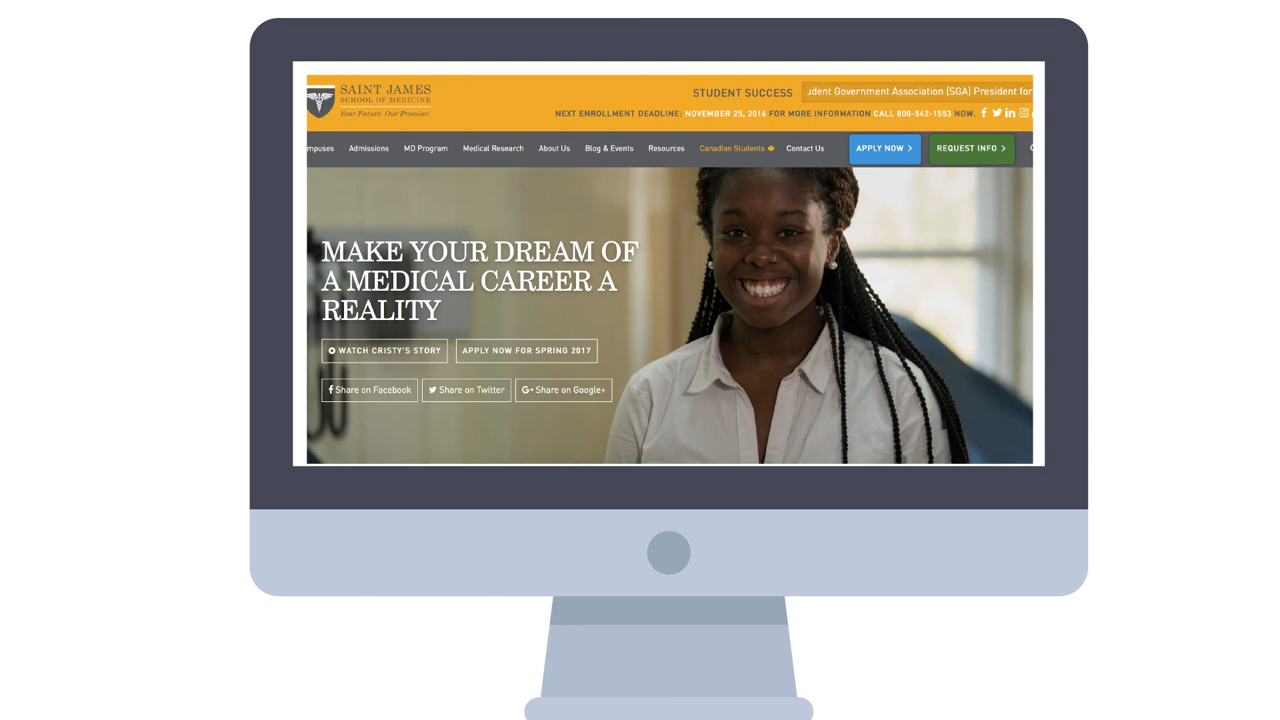 SAINT JAMES
SCHOOL OF MEDICINE
Your Future. Our Promise!
STUDENT SUCCESS
Government Association (SGA) President for
NEXT ENROLLMENT DEADLINE: NOVEMBER 25, 2016 FOR MORE INFORMATION CALL 800-542-1553 NOW.
Admissions MD Program Medical Research About Us Blog & Events Resources Canadian Students Contact Us APPLY NOW REQUEST INFO
MAKE YOUR DREAM OF
A MEDICAL CAREER A
REALITY
WATCH CRISTY'S STORY APPLY NOW FOR SPRING 2017
Share on Facebook Share on Twitter Share on Google+